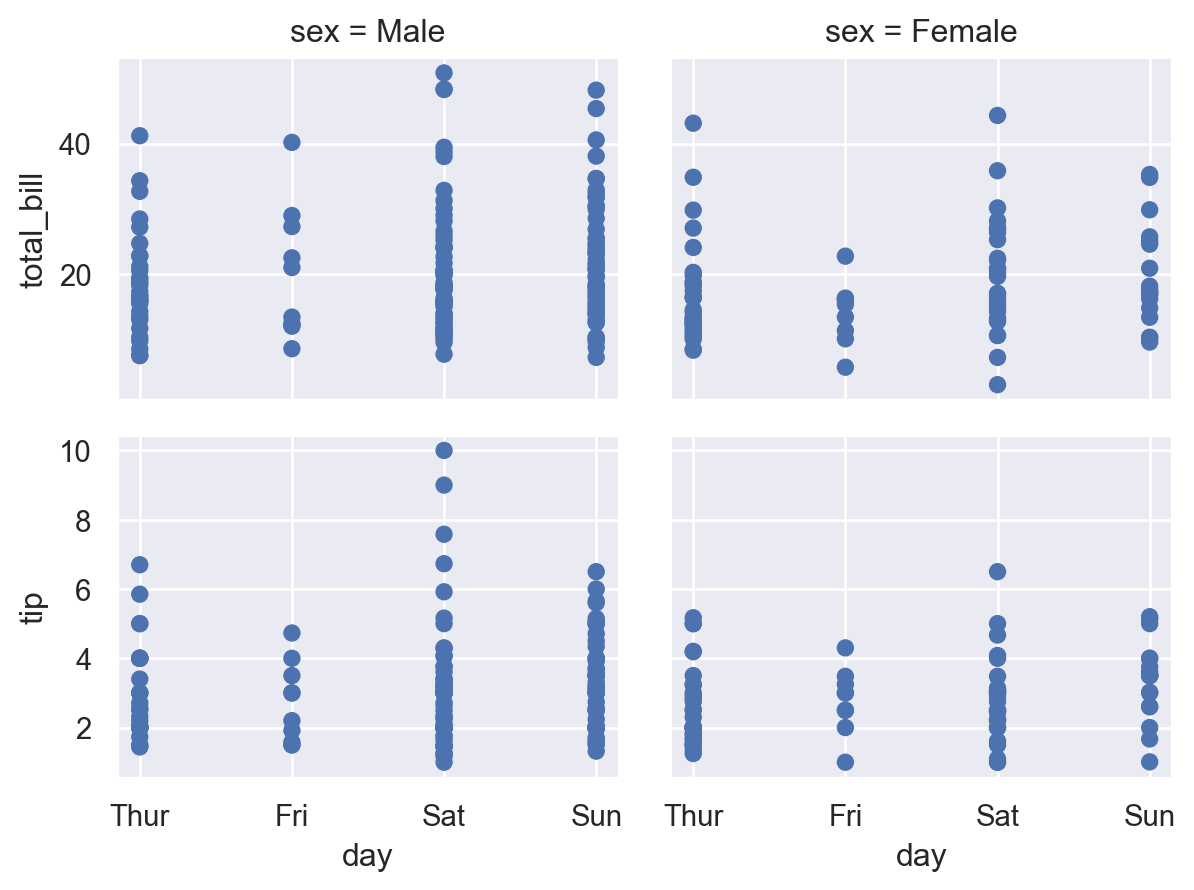 sex = Male
sex = Female
total_bill
40
20
tip
10
8
6
4
2
Thur Fri Sat Sun
Thur Fri Sat Sun
day
day